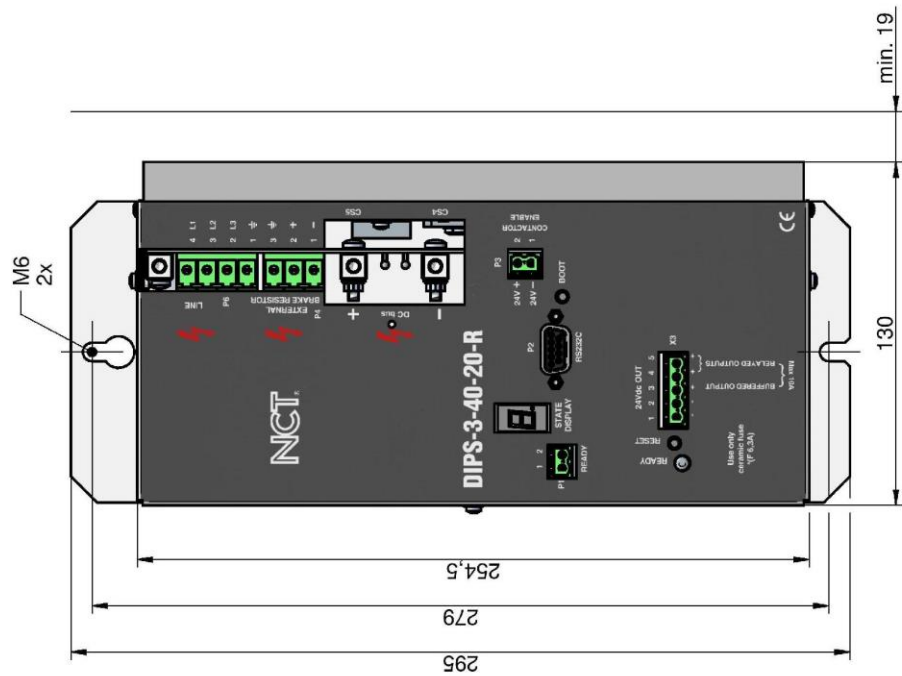 M6
2x
min. 19
130
254,5
279
295
4 L1
3 L2
2 L3
1
LINE
P6
3
2 +
1 −
EXTERNAL
BRAKE RESISTOR
P4
CS5
CS4
+
DC bus
−
NCT
DIPS-3-40-20-R
CONTACTOR
ENABLE
P3
2
1
24V +
24V −
BOOT
P2
RS232C
STATE
DISPLAY
1 2
P1
READY
24Vdc OUT
X3
1 2 3 4 5
- + + +
BUFFERED OUTPUT
RELAYED OUTPUTS
Max 10A
RESET
READY
Use only
ceramic fuse
*(F 6,3A)
CE